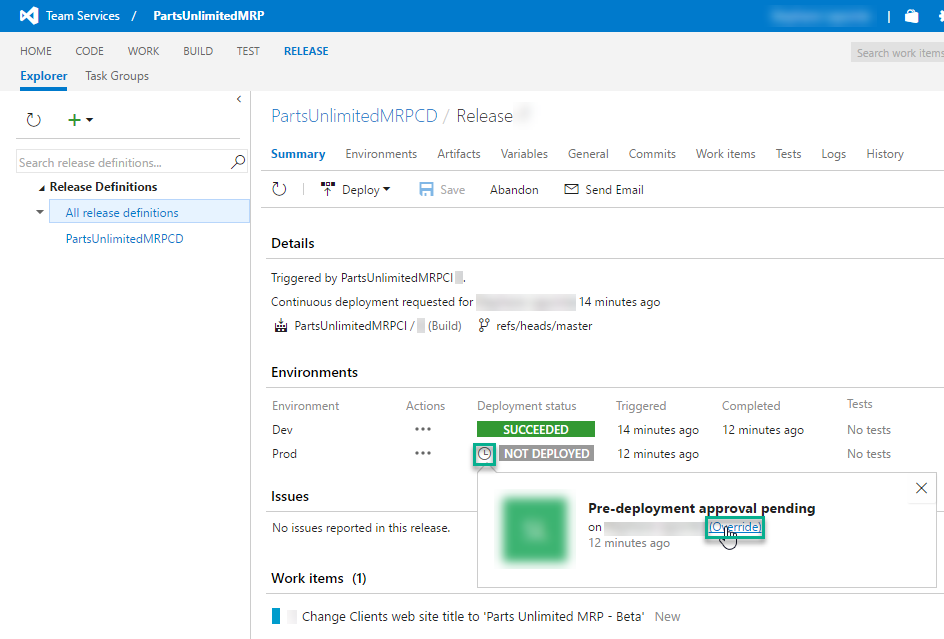 Team Services / PartsUnlimitedMRP |
HOME CODE WORK BUILD TEST RELEASE
Search work items
Explorer Task Groups
PartsUnlimitedMRPCD / Release
Search release definitions...
Summary Environments Artifacts Variables General Commits Work items Tests Logs History
Release Definitions
Deploy Save Abandon Send Email
All release definitions
PartsUnlimitedMRPCD
Details
Triggered by PartsUnlimitedMRPCI .
Continuous deployment requested for 14 minutes ago
PartsUnlimitedMRPCI / (Build) refs/heads/master
Environments
Environment Actions Deployment status Triggered Completed Tests
Dev ••• SUCCEEDED 14 minutes ago 12 minutes ago No tests
Prod ••• NOT DEPLOYED 12 minutes ago No tests
Issues
No issues reported in this release.
Pre-deployment approval pending
on (Override)
12 minutes ago
Work items (1)
Change Clients web site title to 'Parts Unlimited MRP - Beta' New